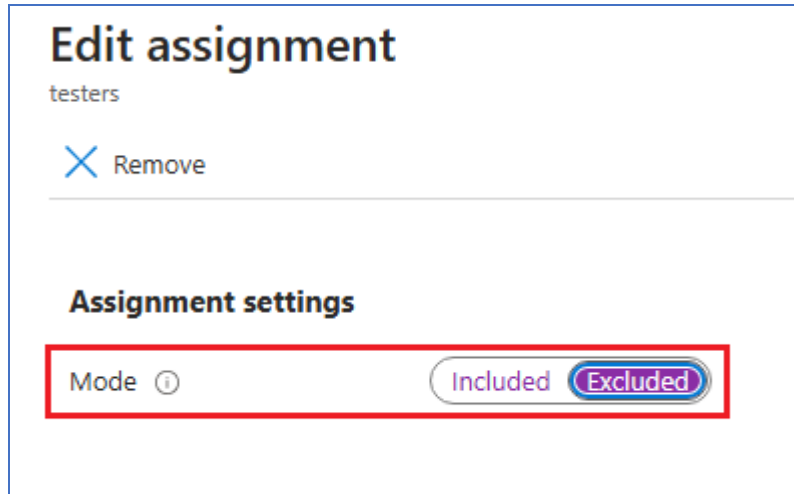 Edit assignment
testers
Remove
Assignment settings
Mode Included Excluded